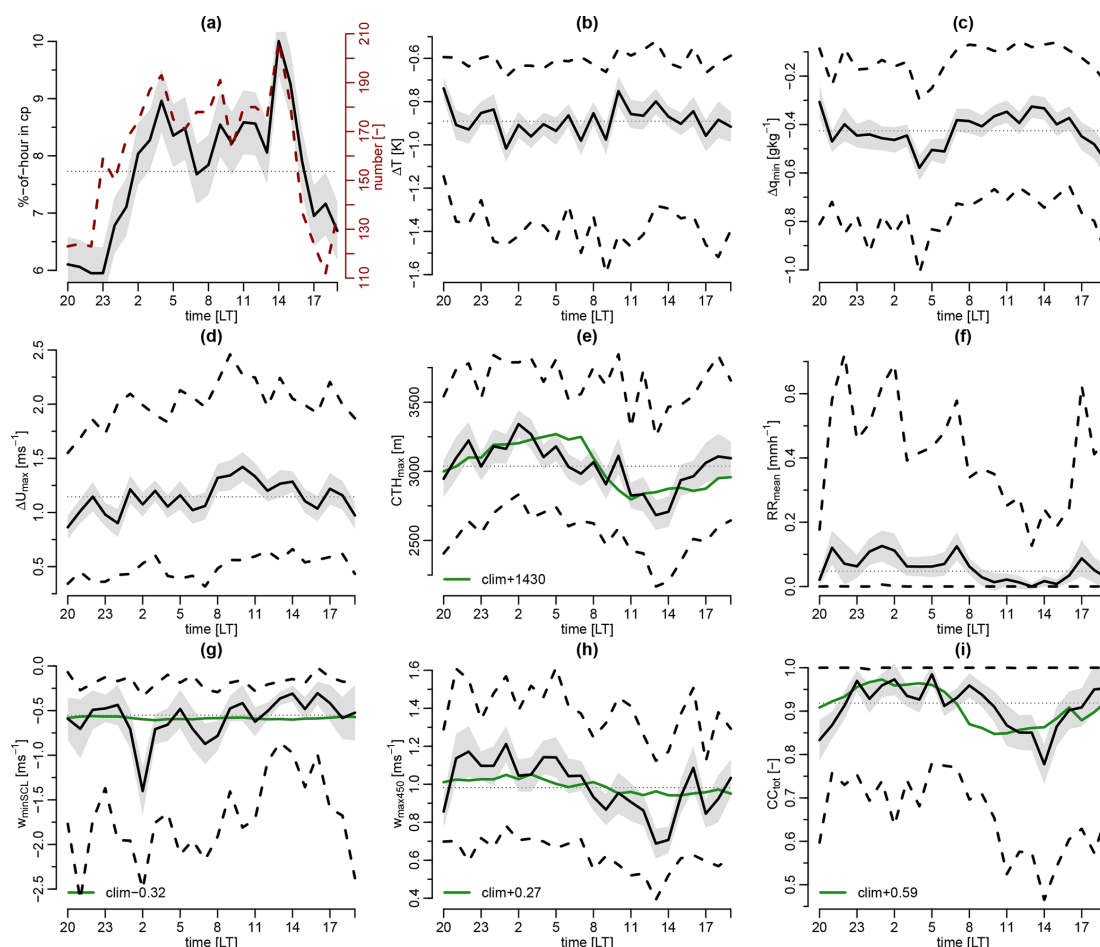 (a)
%-of-hour in cp
6 7 8 9 10
110 130 150 170 190 210
number [-]
20 23 2 5 8 11 14 17
time [LT]
(b)
ΔT [K]
−1.6 −1.4 −1.2 −1.0 −0.8 −0.6
20 23 2 5 8 11 14 17
time [LT]
(c)
Δqmin [gkg−1]
−1.0 −0.8 −0.6 −0.4 −0.2
20 23 2 5 8 11 14 17
time [LT]
(d)
ΔUmax [ms−1]
0.5 1.0 1.5 2.0 2.5
20 23 2 5 8 11 14 17
time [LT]
(e)
CTHmax [m]
2500 3000 3500
clim+1430
20 23 2 5 8 11 14 17
time [LT]
(f)
RRmean [mmh−1]
0.0 0.2 0.4 0.6
20 23 2 5 8 11 14 17
time [LT]
(g)
wminSCL [ms−1]
−2.5 −2.0 −1.5 −1.0 −0.5 0.0
clim−0.32
20 23 2 5 8 11 14 17
time [LT]
(h)
wmax450 [ms−1]
0.4 0.6 0.8 1.0 1.2 1.4 1.6
clim+0.27
20 23 2 5 8 11 14 17
time [LT]
(i)
CCtot [-]
0.5 0.6 0.7 0.8 0.9 1.0
clim+0.59
20 23 2 5 8 11 14 17
time [LT]